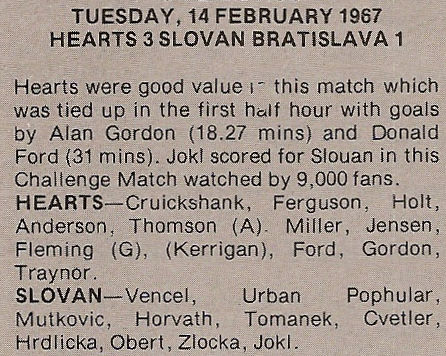 TUESDAY, 14 FEBRUARY 1967
HEARTS 3 SLOVAN BRATISLAVA 1
Hearts were good value this match which
was tied up in the first half hour with goals
by Alan Gordon (18.27 mins) and Donald
Ford (31 mins). Jokl scored for Slouan in this
Challenge Match watched by 9,000 fans.
HEARTS—Cruickshank, Ferguson, Holt,
Anderson, Thomson (A). Miller, Jensen,
Fleming (G), (Kerrigan), Ford, Gordon,
Traynor.
SLOVAN—Vencel, Urban Pophular,
Mutkovic, Horvath, Tomanek, Cvetler,
Hrdlicka, Obert, Zlocka, Jokl.